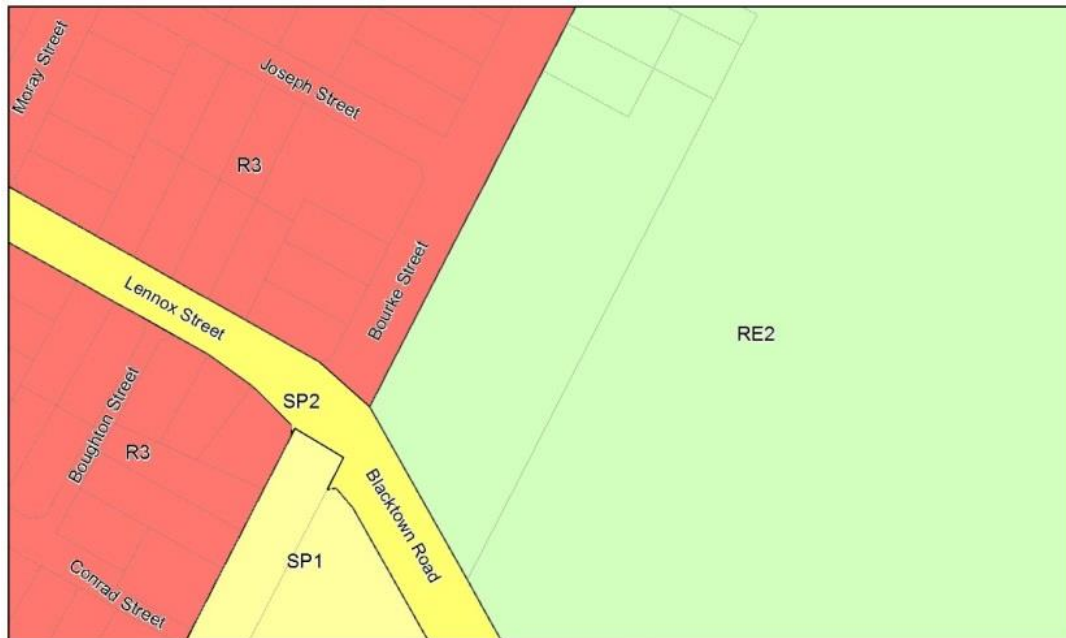 Moray Street
Joseph Street
R3
Bourke Street
Lennox Street
RE2
SP2
Boughton Street
R3
Blacktown Road
SP1
Conrad Street